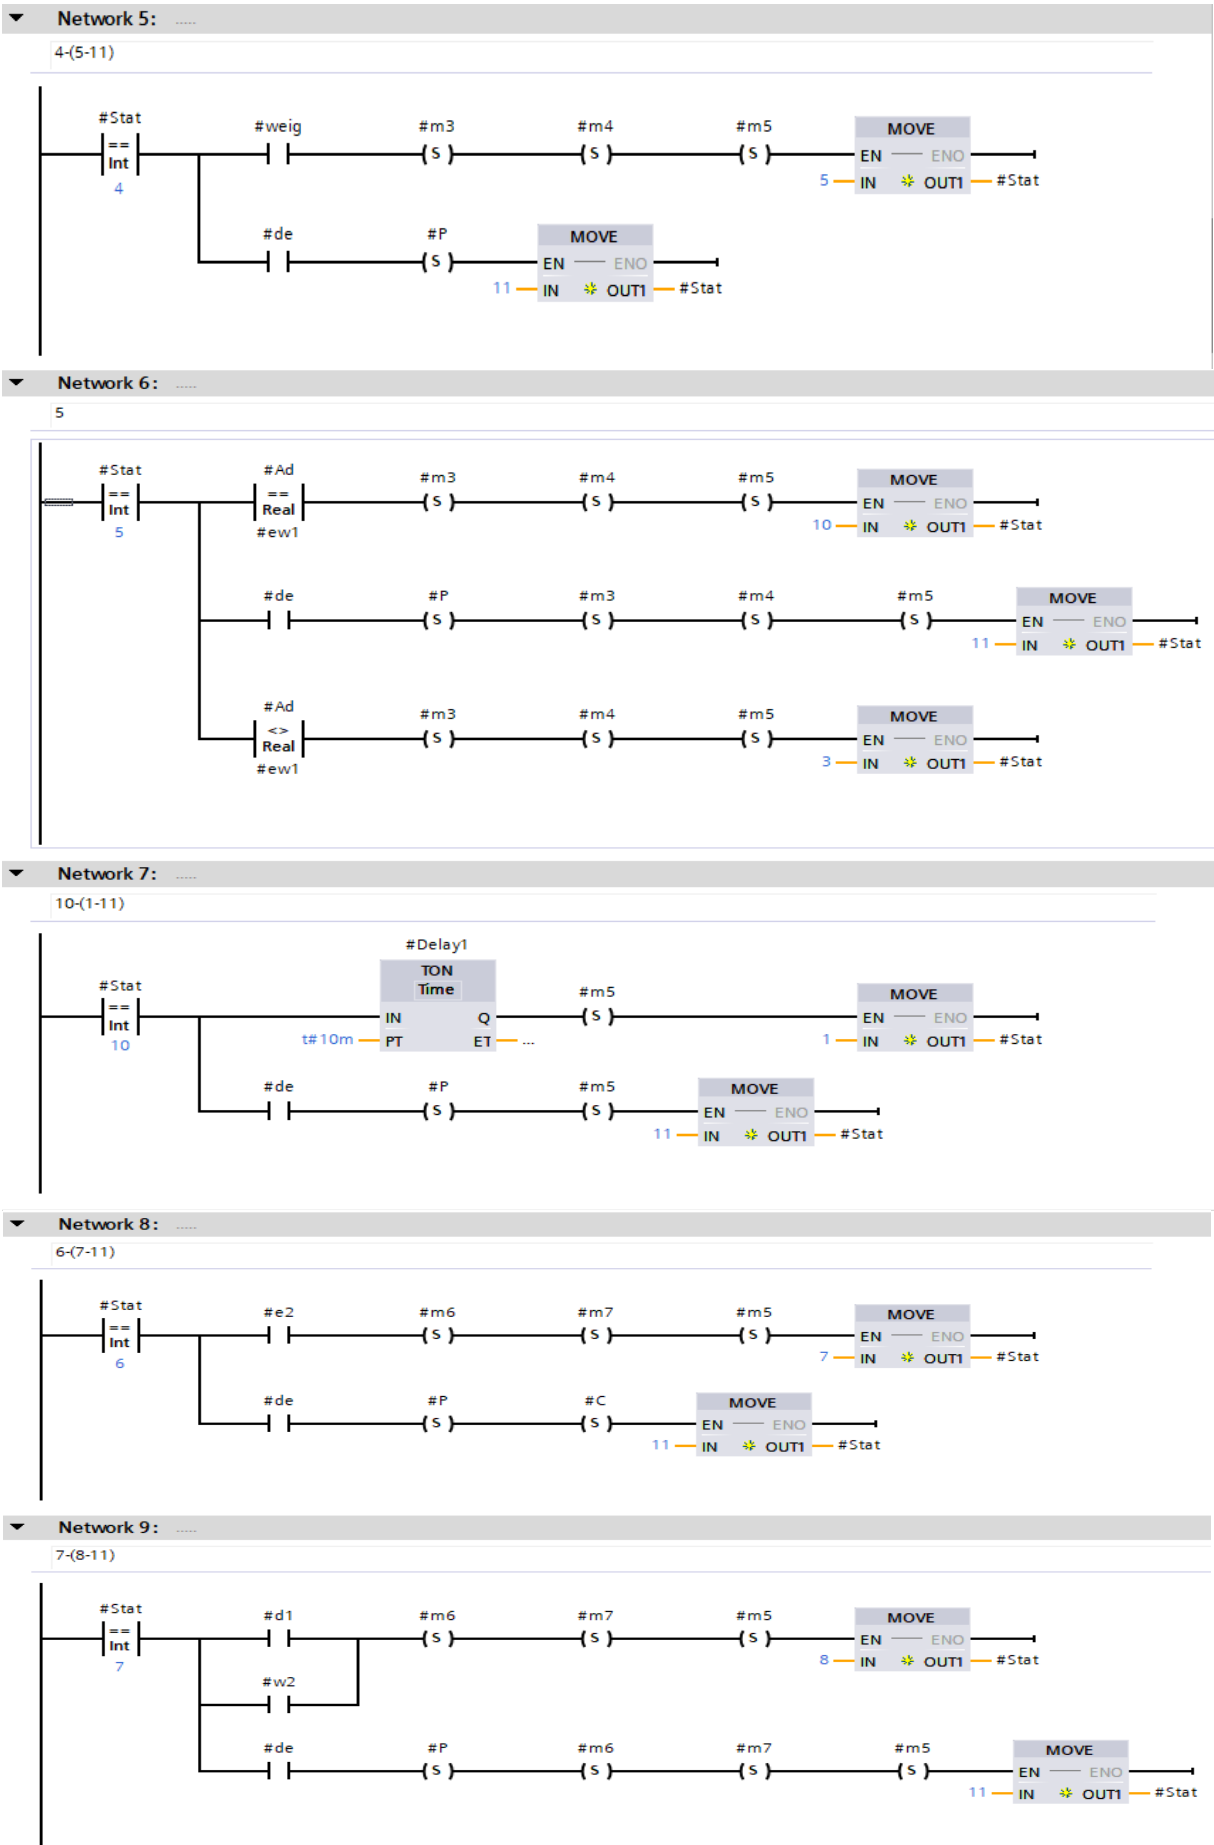 Network 5: .....
4-(5-11)
#Stat #weig #m3 #m4 #m5 MOVE
== Int 4 S S S EN ENO
5 IN OUT1 #Stat
#de #P MOVE
S EN ENO
11 IN OUT1 #Stat
Network 6: .....
5
#Stat #Ad #m3 #m4 #m5 MOVE
== Int 5 == Real #ew1 S S S EN ENO
10 IN OUT1 #Stat
#de #P #m3 #m4 #m5 MOVE
S S S S EN ENO
11 IN OUT1 #Stat
#Ad #m3 #m4 #m5 MOVE
<> Real #ew1 S S S EN ENO
3 IN OUT1 #Stat
Network 7: .....
10-(1-11)
#Delay1
TON
Time
#Stat #m5 MOVE
== Int 10 IN Q S EN ENO
t#10m PT ET ... 1 IN OUT1 #Stat
#de #P #m5 MOVE
S S EN ENO
11 IN OUT1 #Stat
Network 8: .....
6-(7-11)
#Stat #e2 #m6 #m7 #m5 MOVE
== Int 6 S S S EN ENO
7 IN OUT1 #Stat
#de #P #C MOVE
S S EN ENO
11 IN OUT1 #Stat
Network 9: .....
7-(8-11)
#Stat #d1 #m6 #m7 #m5 MOVE
== Int 7 S S S EN ENO
8 IN OUT1 #Stat
#w2
#de #P #m6 #m7 #m5 MOVE
S S S S EN ENO
11 IN OUT1 #Stat